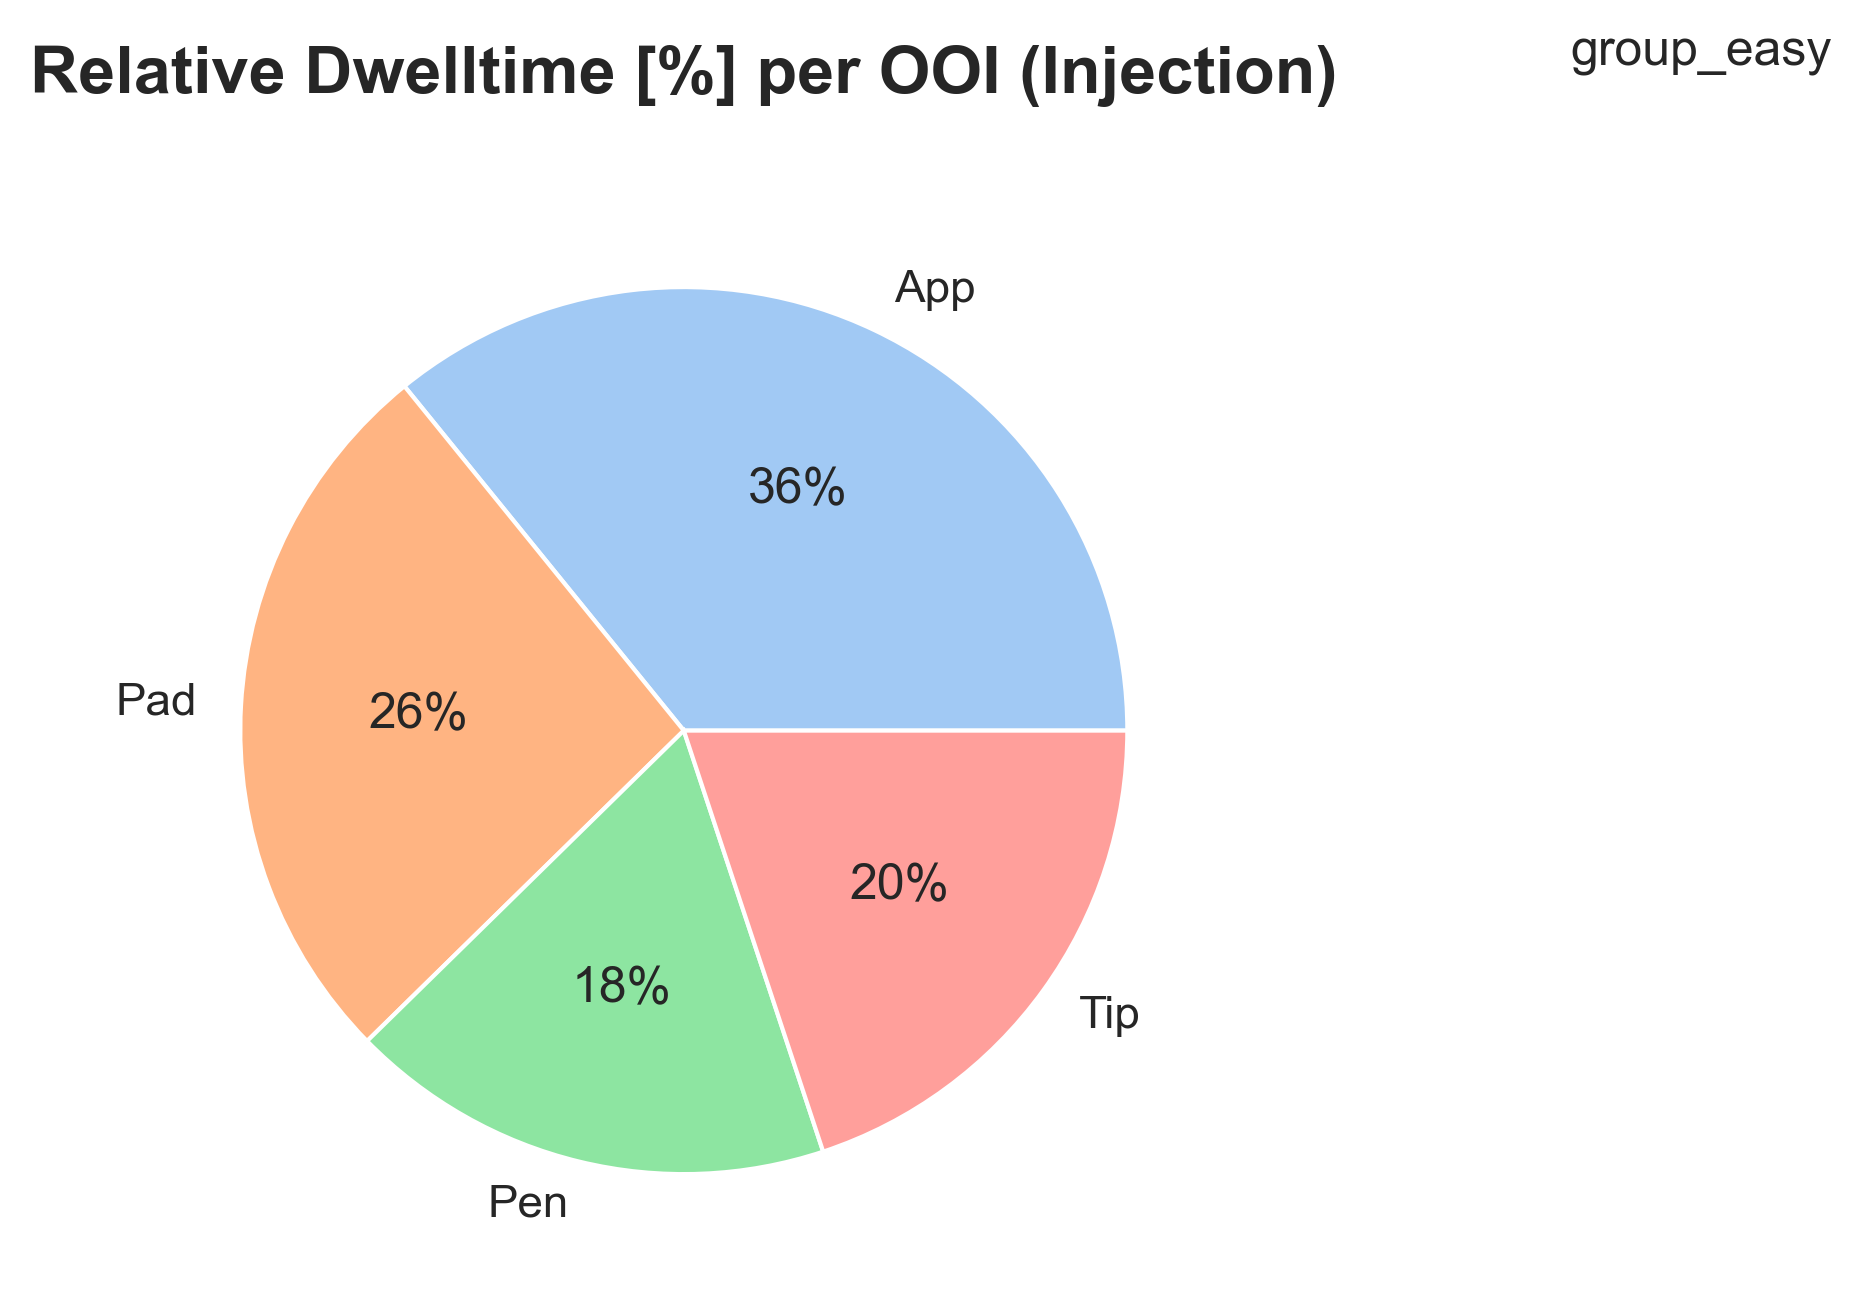 Relative Dwelltime [%] per OOI (Injection)
group_easy
App
36%
Pad
26%
20%
18%
Tip
Pen